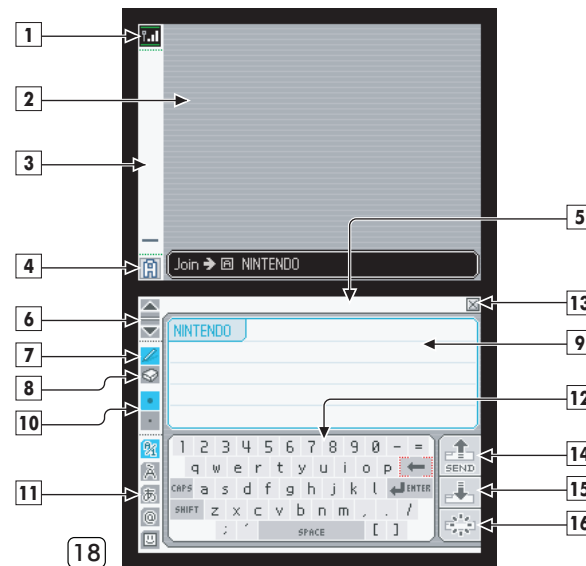 1
2
3
4
Join → A NINTENDO
5
13
6
NINTENDO
7
9
8
10
12
1 2 3 4 5 6 7 8 9 0 - =
q w e r t y u i o p ←
CAPS a s d f g h j k l ENTER
SHIFT z x c v b n m , . /
; ´ SPACE [ ]
SEND
14
15
16
11
あ
@
18